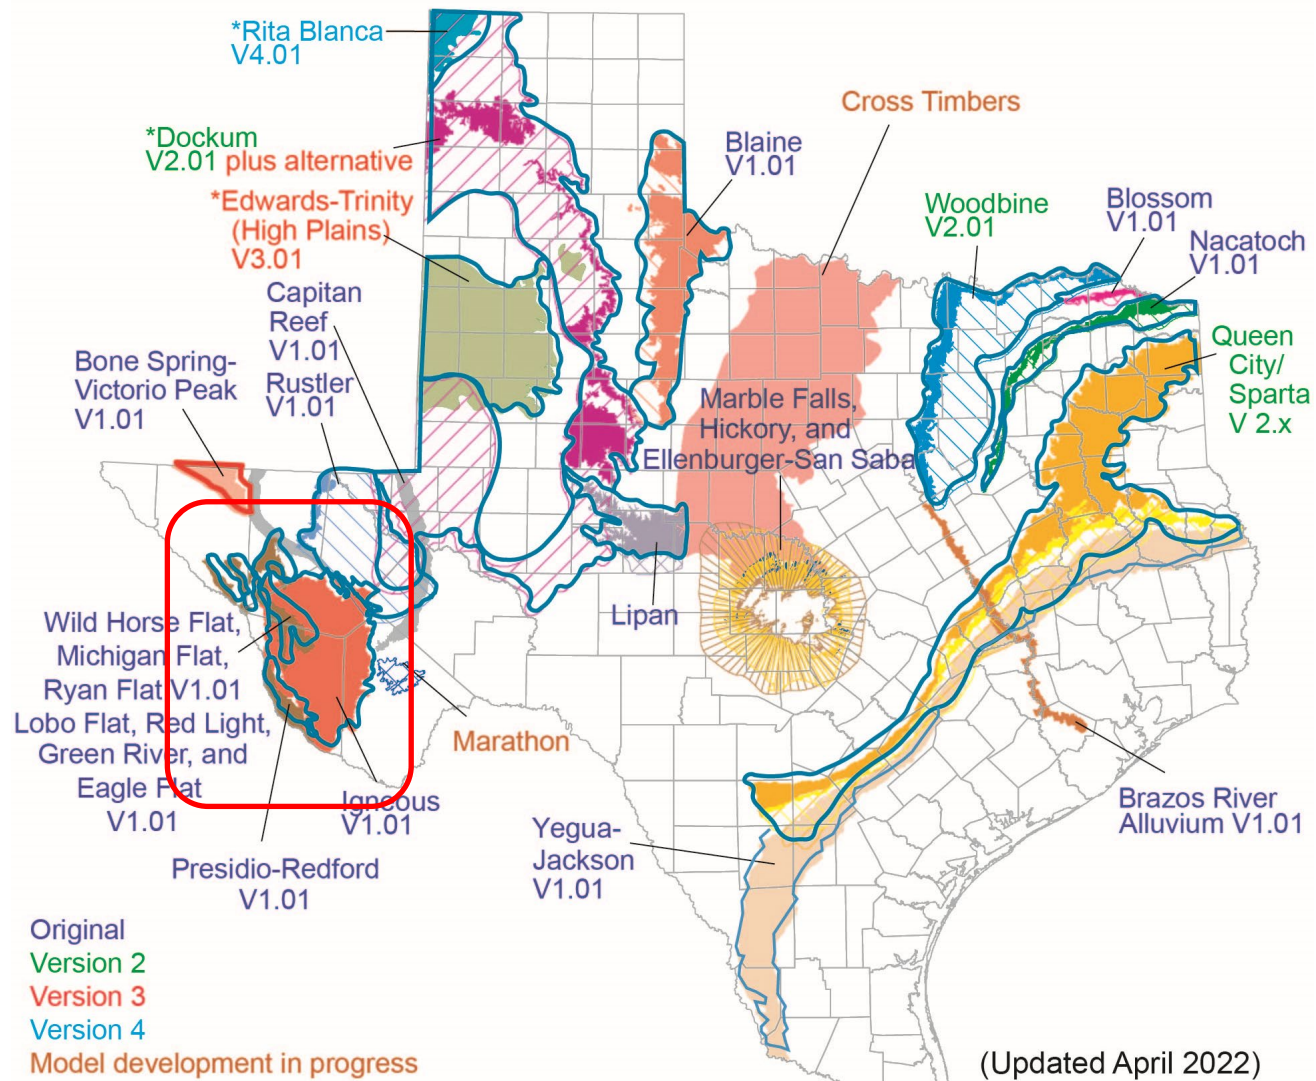 *Rita Blanca
V4.01
Cross Timbers
*Dockum
V2.01 plus alternative
Blaine
V1.01
*Edwards-Trinity
(High Plains)
V3.01
Woodbine
V2.01
Blossom
V1.01
Nacatoch
V1.01
Capitan
Reef
V1.01
Rustler
V1.01
Bone Spring-
Victorio Peak
V1.01
Queen
City/
Sparta
V 2.x
Marble Falls,
Hickory, and
Ellenburger-San Saba
Lipan
Wild Horse Flat,
Michigan Flat,
Ryan Flat V1.01
Lobo Flat, Red Light,
Green River, and
Eagle Flat
V1.01
Marathon
Igneous
V1.01
Presidio-Redford
V1.01
Yegua-
Jackson
V1.01
Brazos River
Alluvium V1.01
Original
Version 2
Version 3
Version 4
Model development in progress
(Updated April 2022)